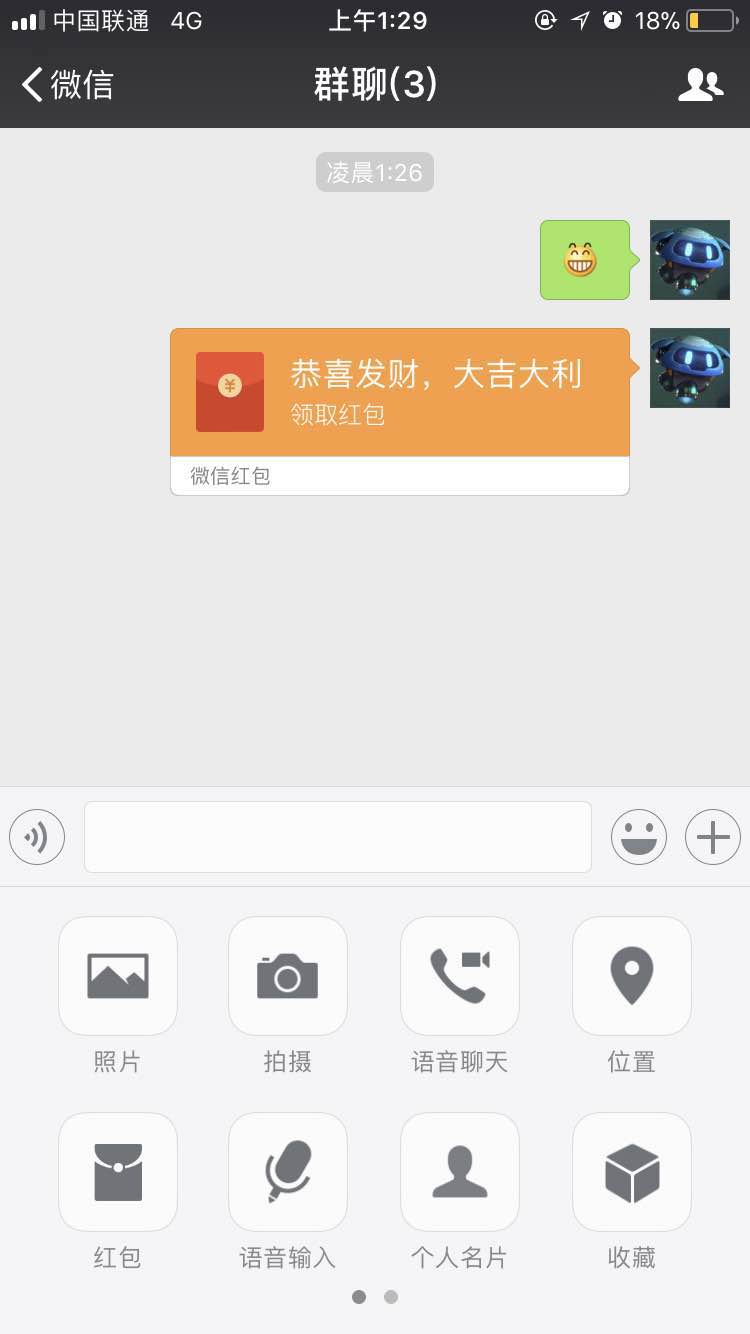 中国联通 4G 上午1:29 18%
微信 群聊(3)
凌晨1:26
恭喜发财，大吉大利
领取红包
¥
微信红包
照片 拍摄 语音聊天 位置
红包 语音输入 个人名片 收藏